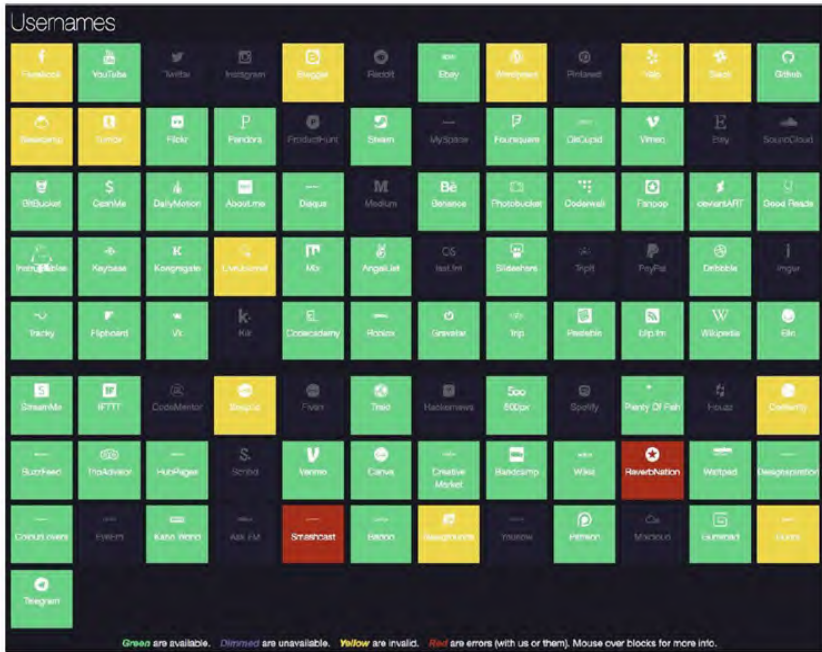 Usernames
Facebook YouTube Twitter Instagram Blogger Reddit Ebay Wordpress Pinterest Yelp Slack Github
Basecamp Tumblr Flickr Pandora ProductHunt Steam MySpace Foursquare OkCupid Vimeo Etsy SoundCloud
BitBucket CashMe DailyMotion About.me Disqus Medium Behance Photobucket Coderwall Fanpop deviantART Good Reads
Instructables Keybase Kongregate LiveJournal Mix AngelList last.fm Slideshare Tripit PayPal Dribbble Imgur
Tracky Flipboard Vk Kik Codecademy Roblox Gravatar Trip Pastebin blip.fm Wikipedia Ello
StreamMe IFTTT CodeMentor Fiverr Trakt Hackernews 500px Spotify Plenty Of Fish Houzz
BuzzFeed TripAdvisor HubPages Scribd Venmo Canva Creative Market Bandcamp Wikia ReverbNation Wattpad Designspiration
Colour lovers EyeEm Kano World Ask FM Smashcast Badoo Newgrounds Younow Patreon Mixcloud Gumroad Quora
Telegram
Green are available. Dimmed are unavailable. Yellow are invalid. Red are errors (with us or them). Mouse over blocks for more info.